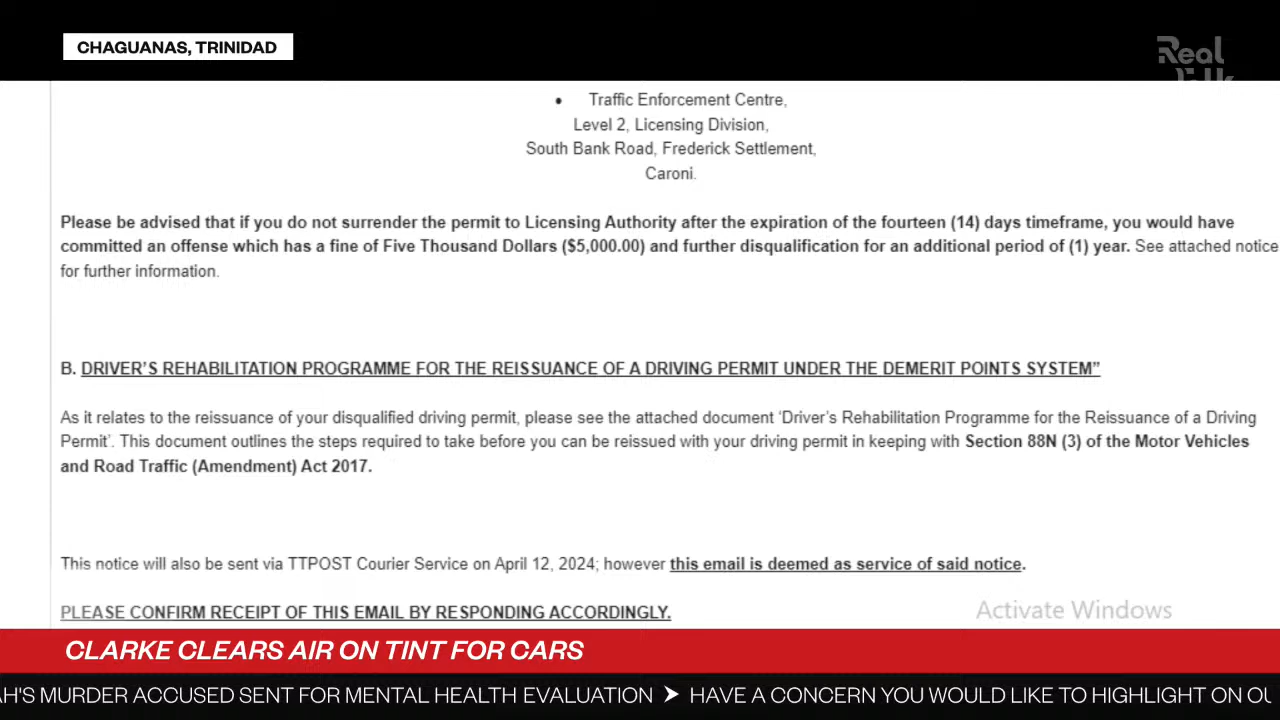 CHAGUANAS, TRINIDAD
Real
• Traffic Enforcement Centre,
Level 2, Licensing Division,
South Bank Road, Frederick Settlement,
Caroni.
Please be advised that if you do not surrender the permit to Licensing Authority after the expiration of the fourteen (14) days timeframe, you would have
committed an offense which has a fine of Five Thousand Dollars ($5,000.00) and further disqualification for an additional period of (1) year. See attached notice
for further information.
B. DRIVER'S REHABILITATION PROGRAMME FOR THE REISSUANCE OF A DRIVING PERMIT UNDER THE DEMERIT POINTS SYSTEM"
As it relates to the reissuance of your disqualified driving permit, please see the attached document 'Driver's Rehabilitation Programme for the Reissuance of a Driving
Permit'. This document outlines the steps required to take before you can be reissued with your driving permit in keeping with Section 88N (3) of the Motor Vehicles
and Road Traffic (Amendment) Act 2017.
This notice will also be sent via TTPOST Courier Service on April 12, 2024; however this email is deemed as service of said notice.
PLEASE CONFIRM RECEIPT OF THIS EMAIL BY RESPONDING ACCORDINGLY.
Activate Windows
CLARKE CLEARS AIR ON TINT FOR CARS
AH'S MURDER ACCUSED SENT FOR MENTAL HEALTH EVALUATION ➤ HAVE A CONCERN YOU WOULD LIKE TO HIGHLIGHT ON OU